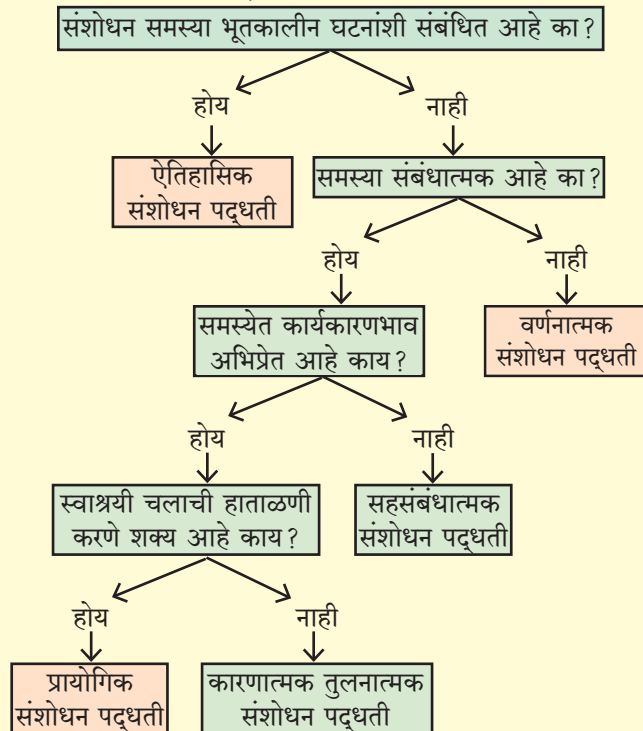 संशोधन समस्या भूतकालीन घटनांशी संबंधित आहे का?
होय
नाही
ऐतिहासिक
संशोधन पद्धती
समस्या संबंधात्मक आहे का?
होय
नाही
समस्येत कार्यकारणभाव
अभिप्रेत आहे काय?
वर्णनात्मक
संशोधन पद्धती
होय
नाही
स्वाश्रयी चलाची हाताळणी
करणे शक्य आहे काय?
सहसंबंधात्मक
संशोधन पद्धती
होय
नाही
प्रायोगिक
संशोधन पद्धती
कारणात्मक तुलनात्मक
संशोधन पद्धती